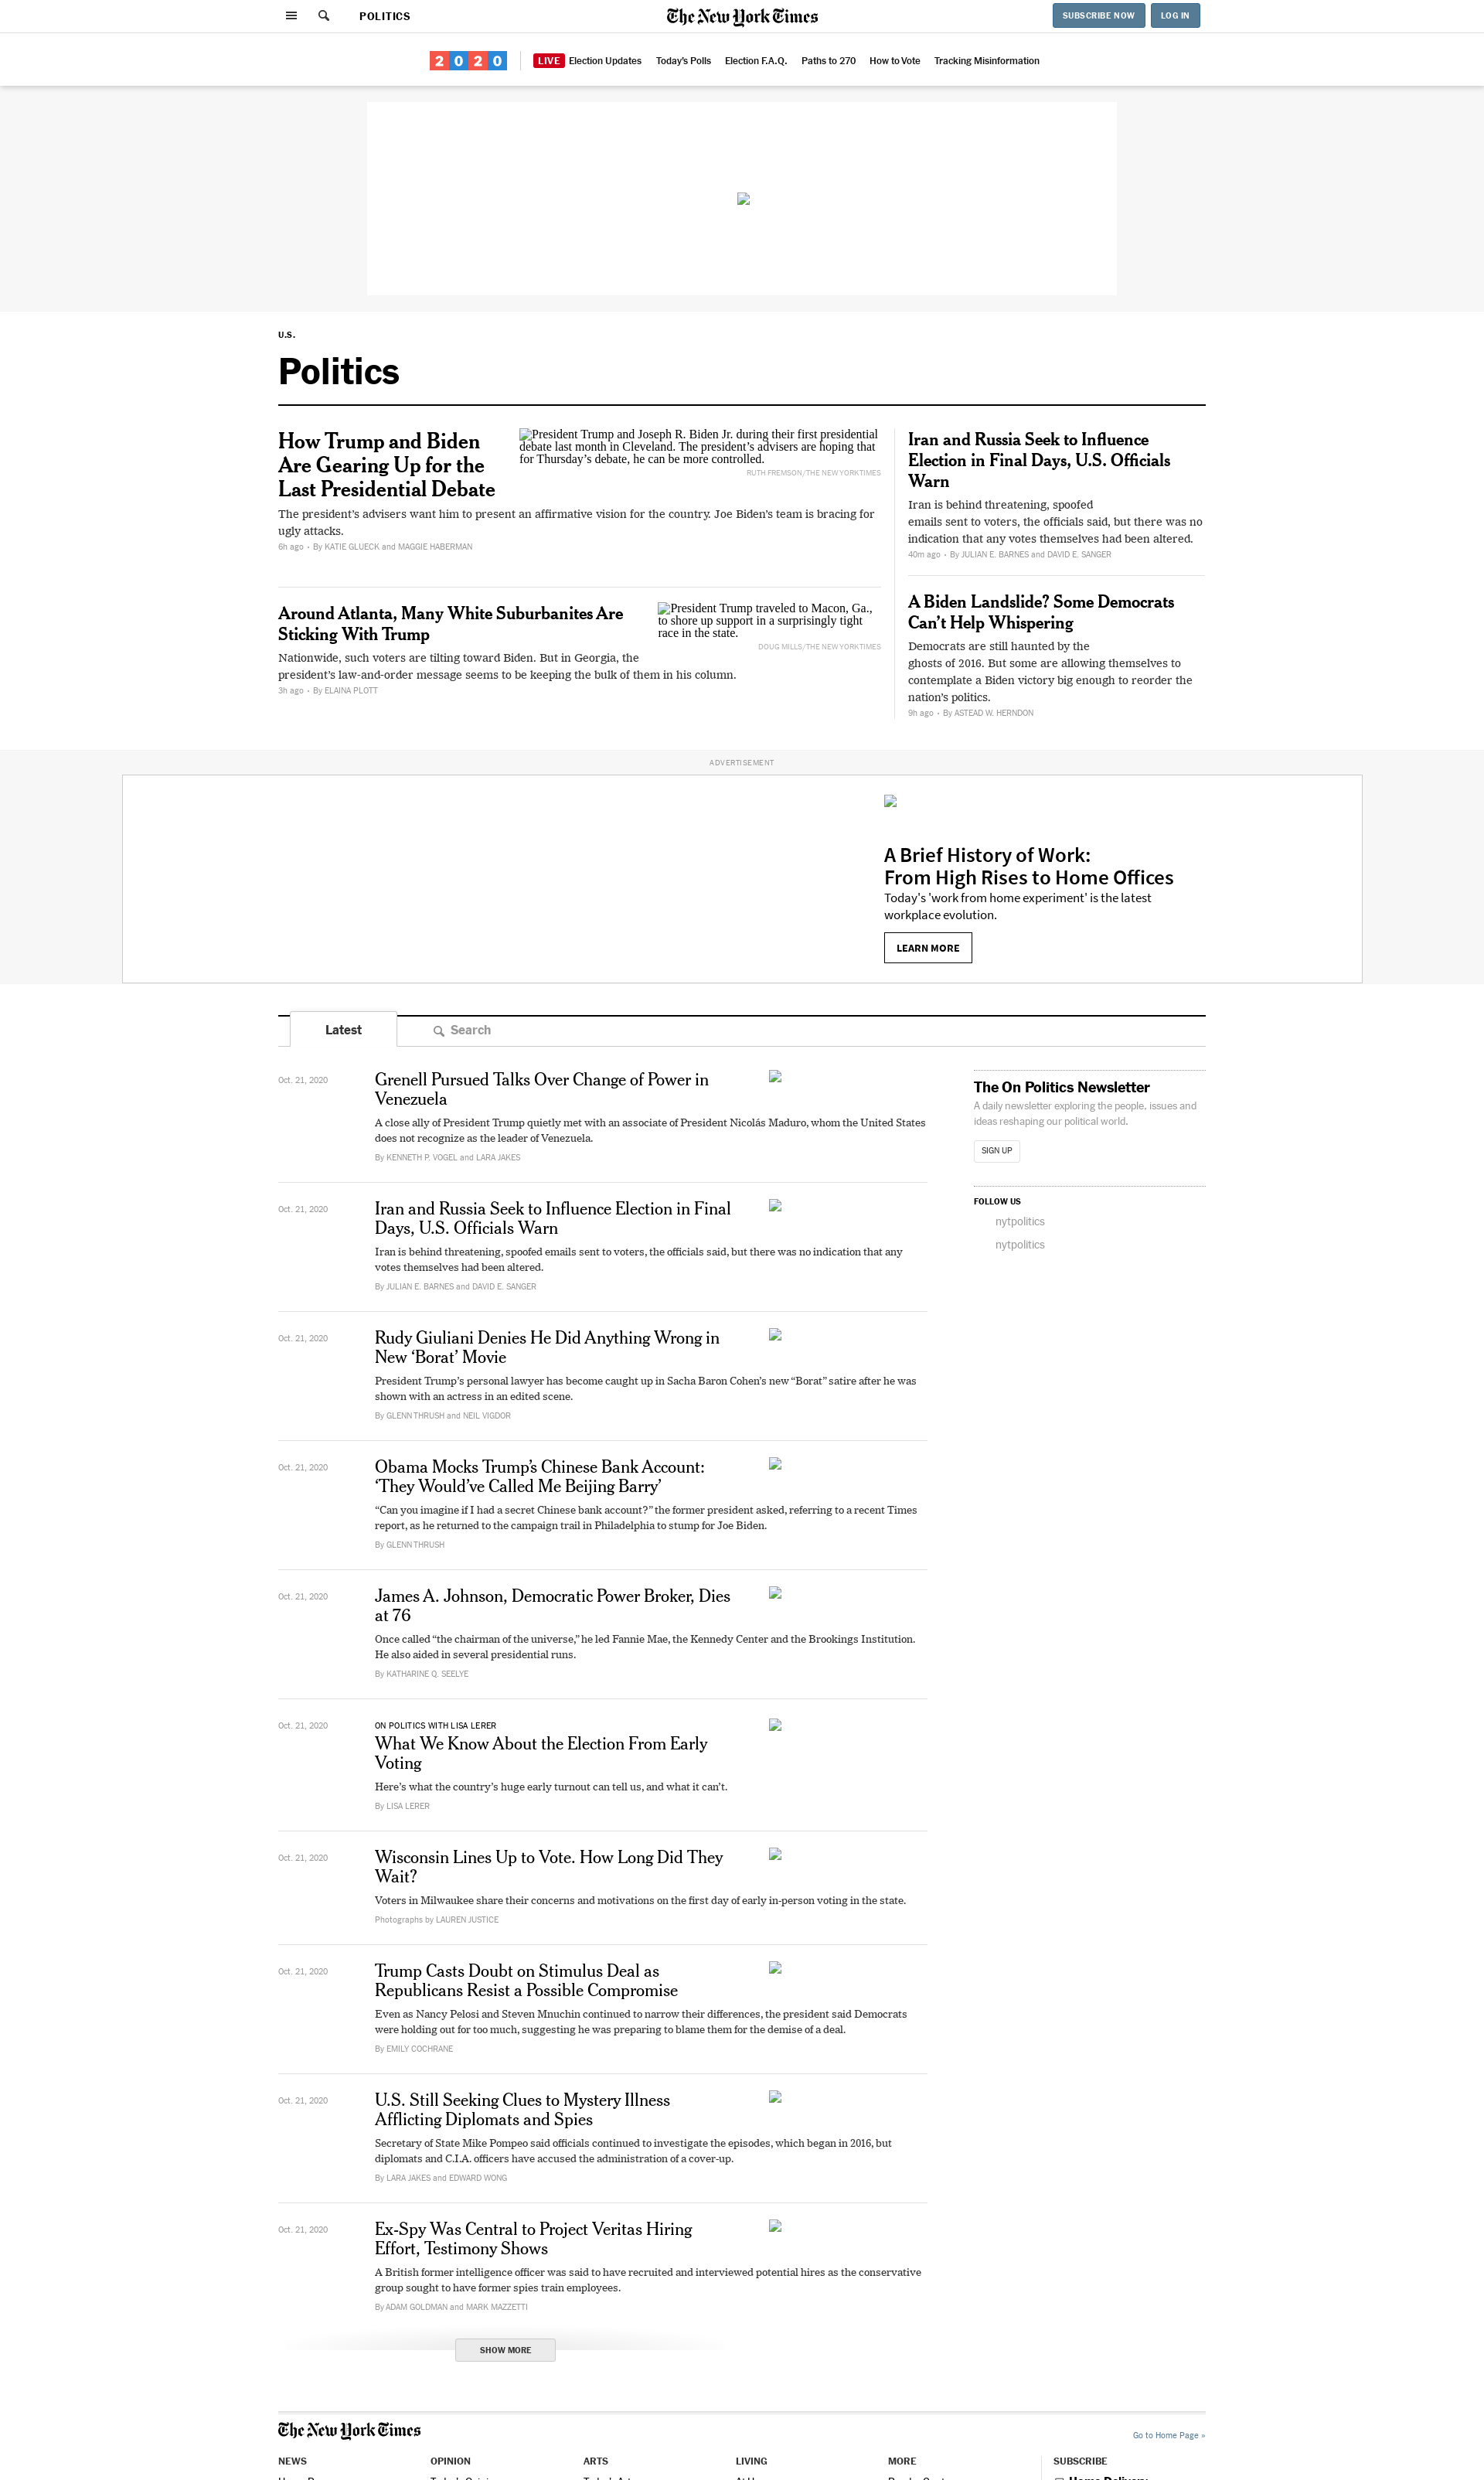 POLITICS
The New York Times
SUBSCRIBE NOW
LOG IN
2020
LIVE Election Updates
Today's Polls
Election F.A.Q.
Paths to 270
How to Vote
Tracking Misinformation
U.S.
Politics
How Trump and Biden
Are Gearing Up for the
Last Presidential Debate
President Trump and Joseph R. Biden Jr. during their first presidential
debate last month in Cleveland. The president's advisers are hoping that
for Thursday's debate, he can be more controlled.
RUTH FREMSON/THE NEW YORK TIMES
The president's advisers want him to present an affirmative vision for the country. Joe Biden's team is bracing for
ugly attacks.
6h ago • By KATIE GLUECK and MAGGIE HABERMAN
Around Atlanta, Many White Suburbanites Are
Sticking With Trump
President Trump traveled to Macon, Ga.,
to shore up support in a surprisingly tight
race in the state.
DOUG MILLS/THE NEW YORK TIMES
Nationwide, such voters are tilting toward Biden. But in Georgia, the
president's law-and-order message seems to be keeping the bulk of them in his column.
3h ago • By ELAINA PLOTT
Iran and Russia Seek to Influence
Election in Final Days, U.S. Officials
Warn
Iran is behind threatening, spoofed
emails sent to voters, the officials said, but there was no
indication that any votes themselves had been altered.
40m ago • By JULIAN E. BARNES and DAVID E. SANGER
A Biden Landslide? Some Democrats
Can't Help Whispering
Democrats are still haunted by the
ghosts of 2016. But some are allowing themselves to
contemplate a Biden victory big enough to reorder the
nation's politics.
9h ago • By ASTEAD W. HERNDON
ADVERTISEMENT
A Brief History of Work:
From High Rises to Home Offices
Today's 'work from home experiment' is the latest
workplace evolution.
LEARN MORE
Latest
Search
Oct. 21, 2020
Grenell Pursued Talks Over Change of Power in
Venezuela
A close ally of President Trump quietly met with an associate of President Nicolás Maduro, whom the United States
does not recognize as the leader of Venezuela.
By KENNETH P. VOGEL and LARA JAKES
Oct. 21, 2020
Iran and Russia Seek to Influence Election in Final
Days, U.S. Officials Warn
Iran is behind threatening, spoofed emails sent to voters, the officials said, but there was no indication that any
votes themselves had been altered.
By JULIAN E. BARNES and DAVID E. SANGER
Oct. 21, 2020
Rudy Giuliani Denies He Did Anything Wrong in
New 'Borat' Movie
President Trump's personal lawyer has become caught up in Sacha Baron Cohen's new "Borat" satire after he was
shown with an actress in an edited scene.
By GLENN THRUSH and NEIL VIGDOR
Oct. 21, 2020
Obama Mocks Trump's Chinese Bank Account:
'They Would've Called Me Beijing Barry'
"Can you imagine if I had a secret Chinese bank account?" the former president asked, referring to a recent Times
report, as he returned to the campaign trail in Philadelphia to stump for Joe Biden.
By GLENN THRUSH
Oct. 21, 2020
James A. Johnson, Democratic Power Broker, Dies
at 76
Once called "the chairman of the universe," he led Fannie Mae, the Kennedy Center and the Brookings Institution.
He also aided in several presidential runs.
By KATHARINE Q. SEELYE
Oct. 21, 2020
ON POLITICS WITH LISA LERER
What We Know About the Election From Early
Voting
Here's what the country's huge early turnout can tell us, and what it can't.
By LISA LERER
Oct. 21, 2020
Wisconsin Lines Up to Vote. How Long Did They
Wait?
Voters in Milwaukee share their concerns and motivations on the first day of early in-person voting in the state.
Photographs by LAUREN JUSTICE
Oct. 21, 2020
Trump Casts Doubt on Stimulus Deal as
Republicans Resist a Possible Compromise
Even as Nancy Pelosi and Steven Mnuchin continued to narrow their differences, the president said Democrats
were holding out for too much, suggesting he was preparing to blame them for the demise of a deal.
By EMILY COCHRANE
Oct. 21, 2020
U.S. Still Seeking Clues to Mystery Illness
Afflicting Diplomats and Spies
Secretary of State Mike Pompeo said officials continued to investigate the episodes, which began in 2016, but
diplomats and C.I.A. officers have accused the administration of a cover-up.
By LARA JAKES and EDWARD WONG
Oct. 21, 2020
Ex-Spy Was Central to Project Veritas Hiring
Effort, Testimony Shows
A British former intelligence officer was said to have recruited and interviewed potential hires as the conservative
group sought to have former spies train employees.
By ADAM GOLDMAN and MARK MAZZETTI
SHOW MORE
The On Politics Newsletter
A daily newsletter exploring the people, issues and
ideas reshaping our political world.
SIGN UP
FOLLOW US
nytpolitics
nytpolitics
The New York Times
Go to Home Page »
NEWS
OPINION
ARTS
LIVING
MORE
SUBSCRIBE